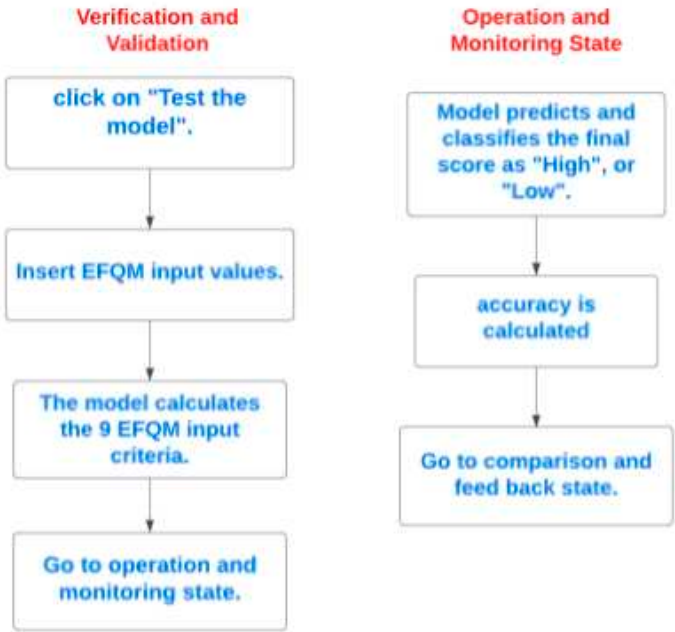 Verification and
Validation
click on "Test the
model".
Insert EFQM input values.
The model calculates
the 9 EFQM input
criteria.
Go to operation and
monitoring state.
Operation and
Monitoring State
Model predicts and
classifies the final
score as "High", or
"Low".
accuracy is
calculated
Go to comparison and
feed back state.